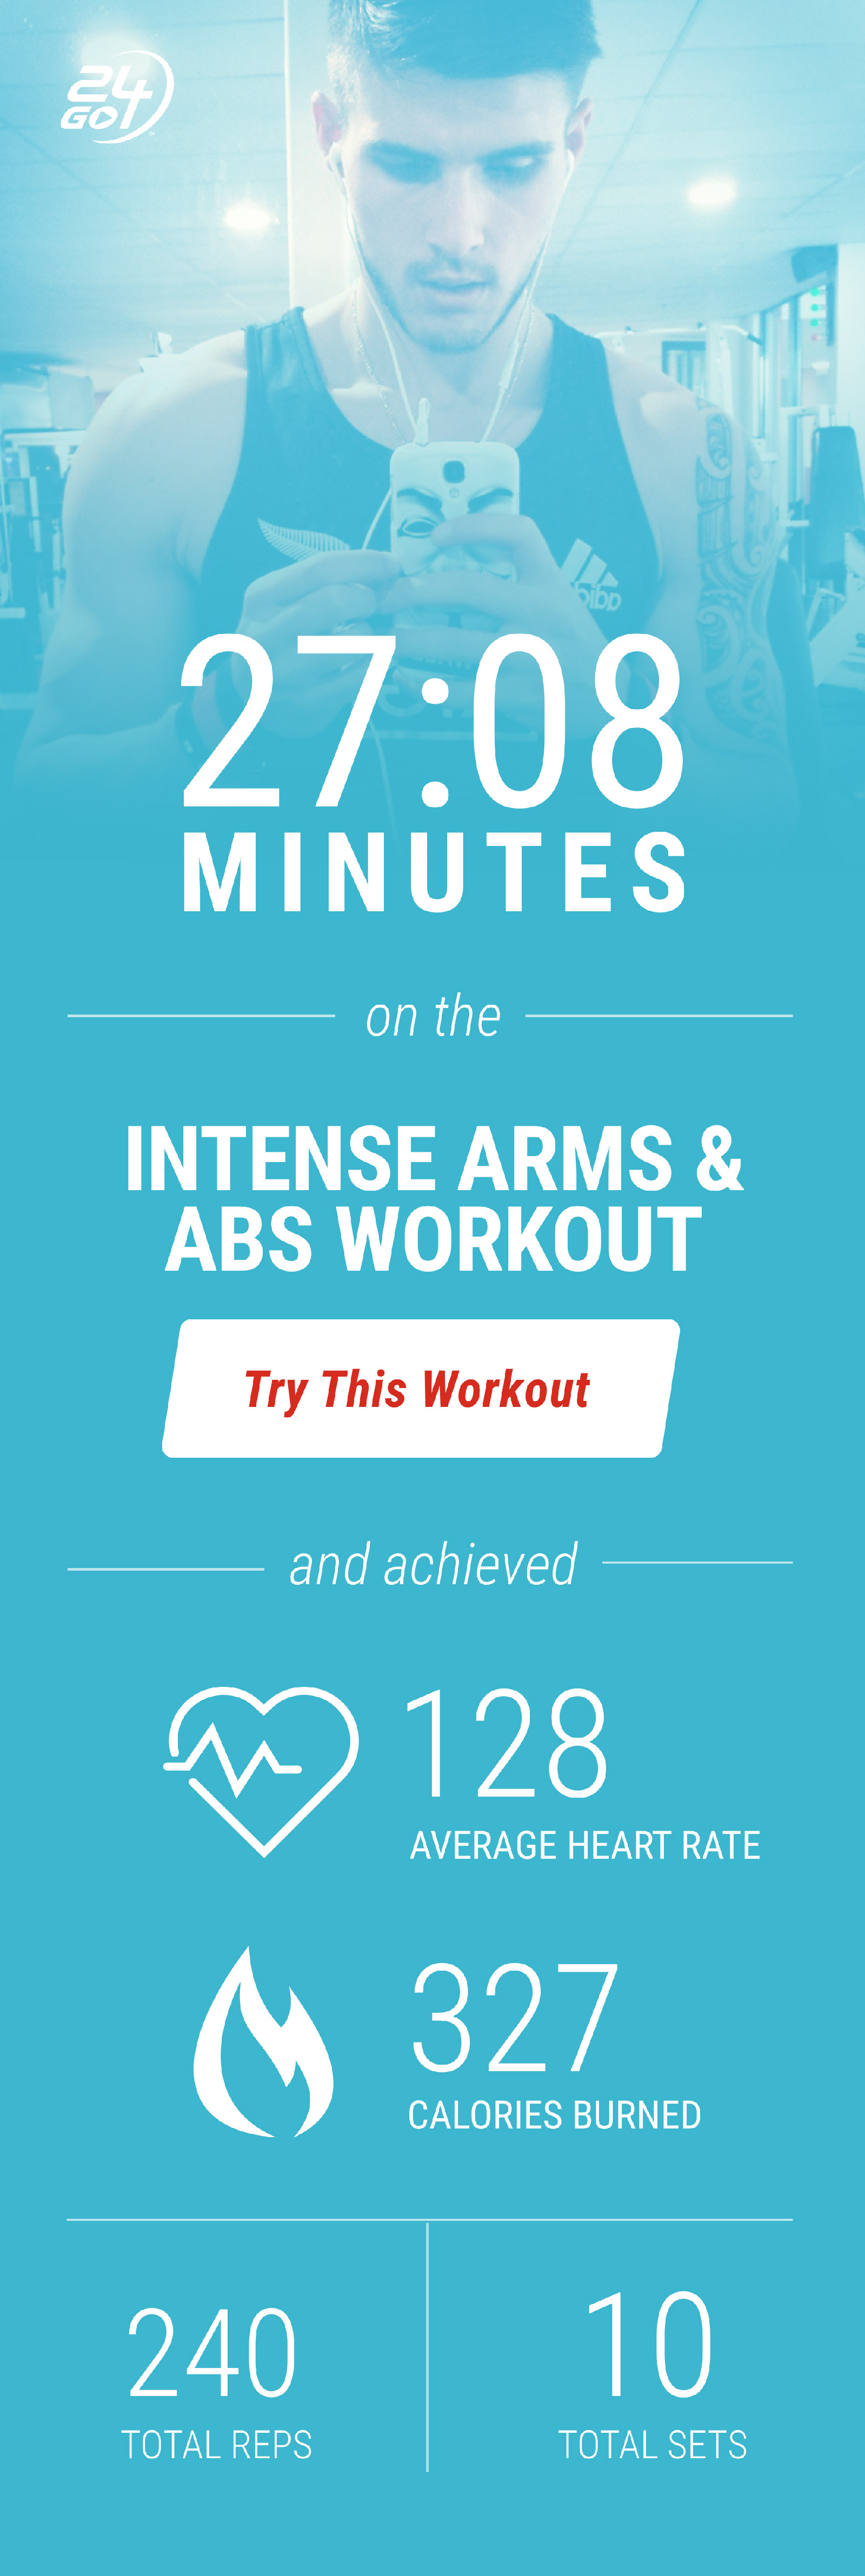 24
GO
27:08
MINUTES
on the
INTENSE ARMS &
ABS WORKOUT
Try This Workout
and achieved
128
AVERAGE HEART RATE
327
CALORIES BURNED
240
TOTAL REPS
10
TOTAL SETS